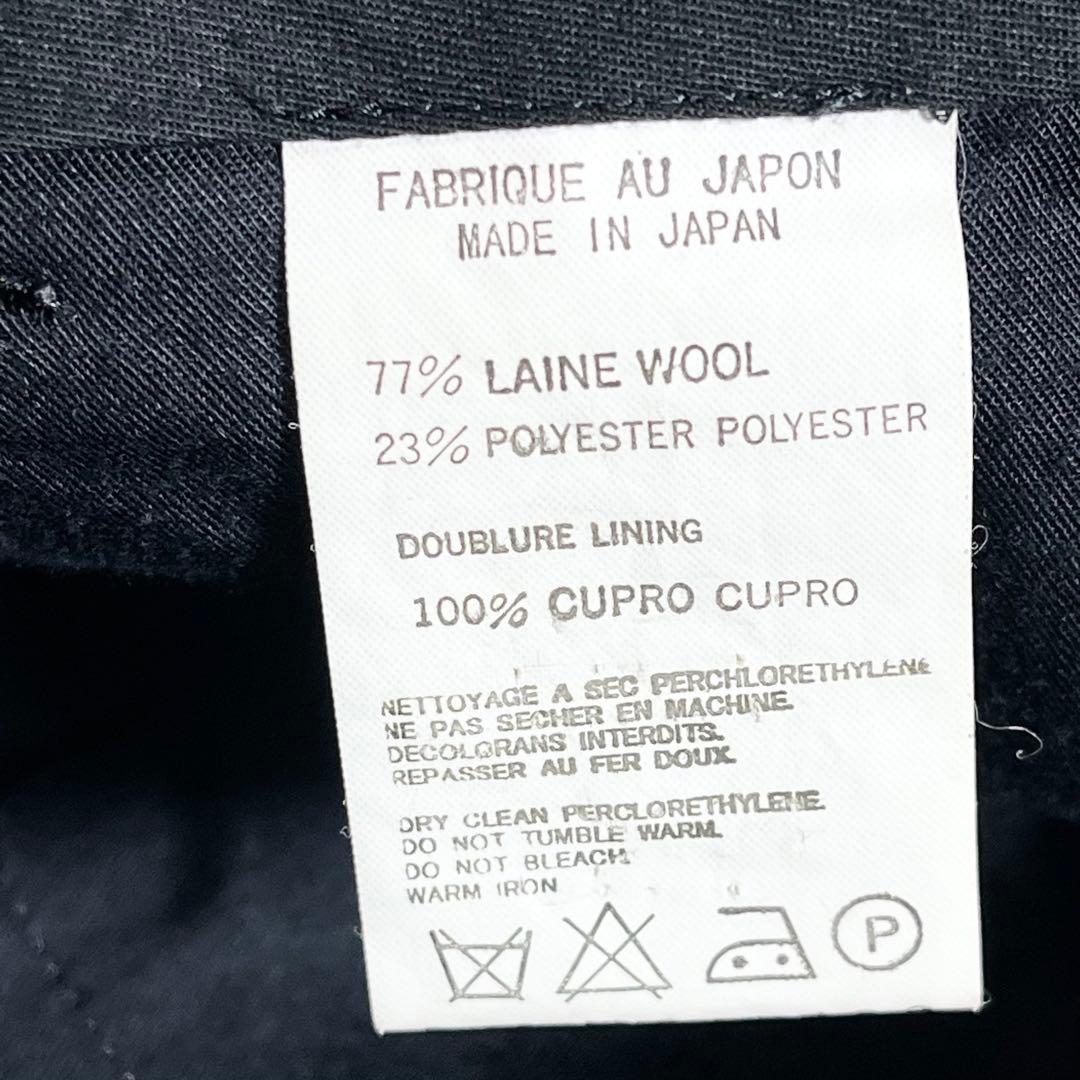 FABRIQUE AU JAPON
MADE IN JAPAN
77% LAINE WOOL
23% POLYESTER POLYESTER
DOUBLURE LINING
100% CUPRO CUPRO
NETTOYAGE A SEC PERCHLORETHYLENE
NE PAS SECHER EN MACHINE.
DECOLORANS INTERDITS.
REPASSER AU FER DOUX.
DRY CLEAN PERCLORETHYLENE.
DO NOT TUMBLE WARM.
DO NOT BLEACH.
WARM IRON
P